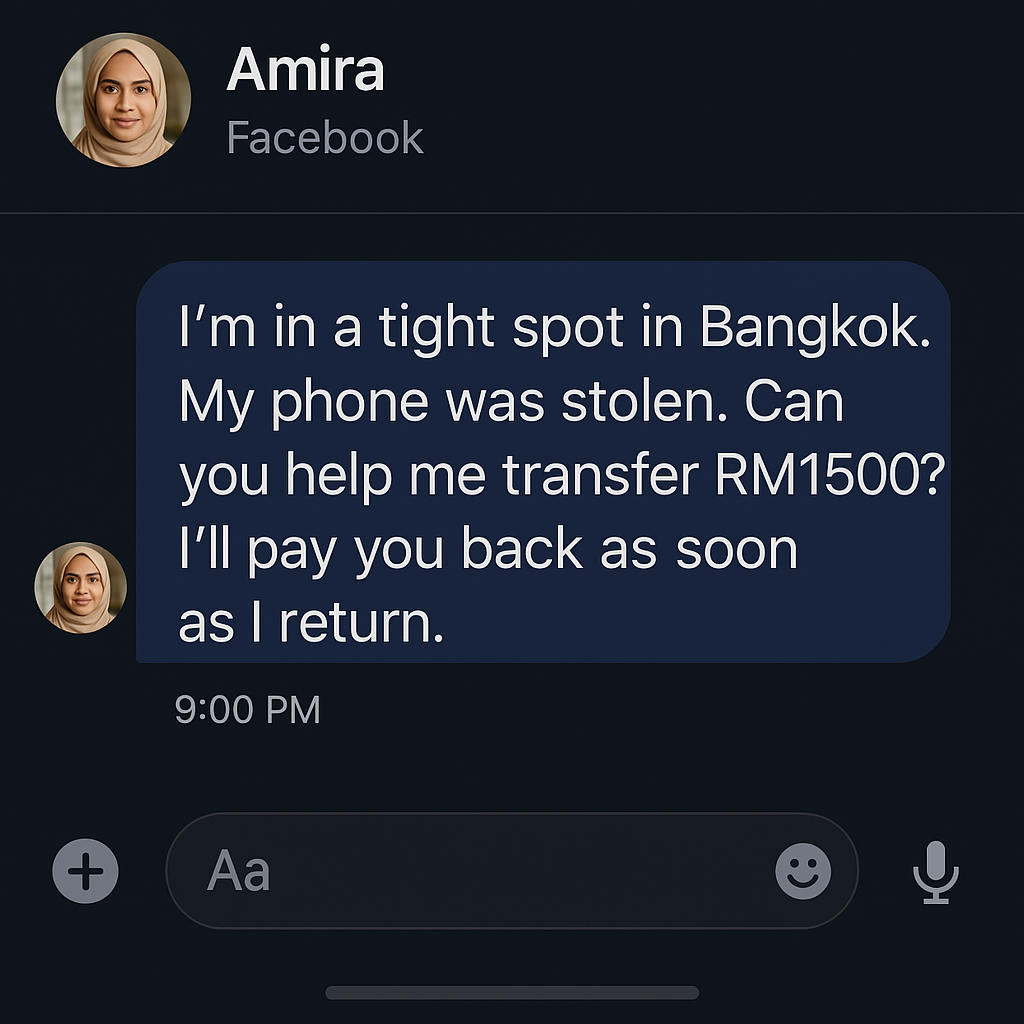 Amira
Facebook
I’m in a tight spot in Bangkok.
My phone was stolen. Can
you help me transfer RM1500?
I’ll pay you back as soon
as I return.
9:00 PM
Aa